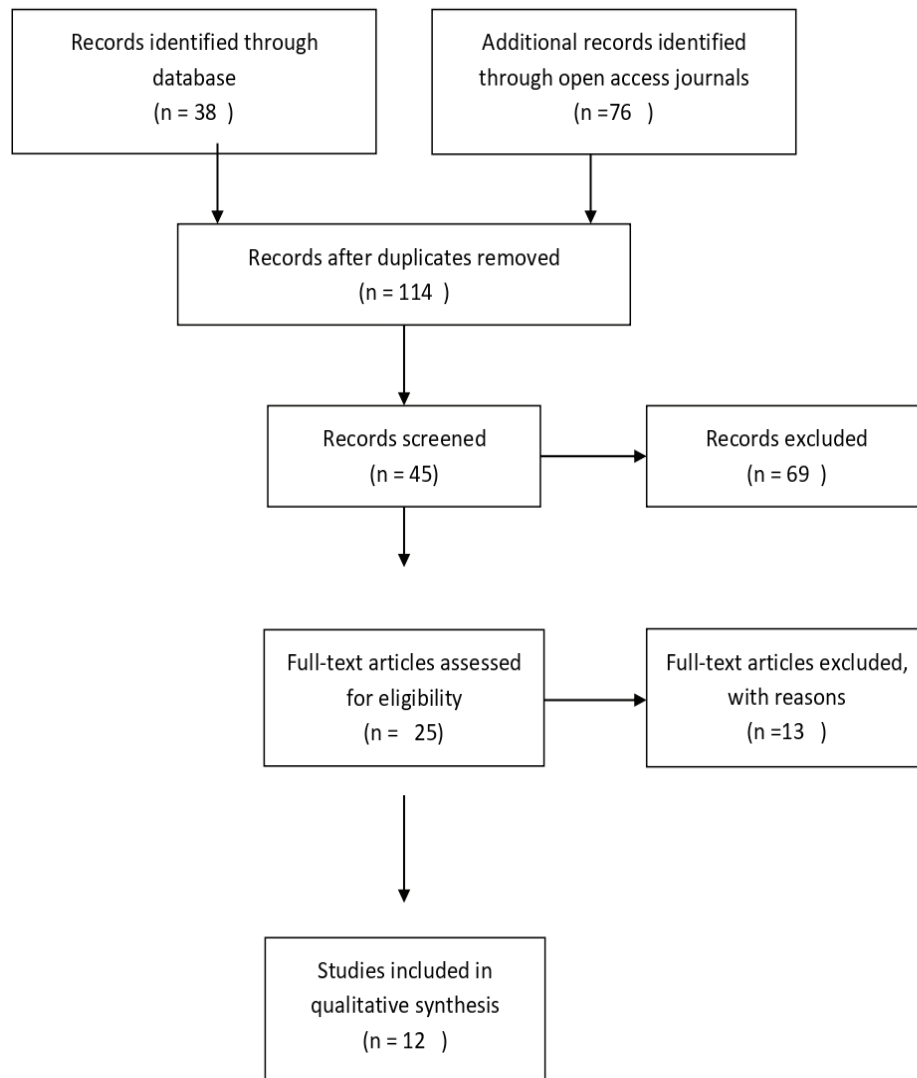 Records identified through
database
(n = 38  )
Additional records identified
through open access journals
(n =76  )
Records after duplicates removed
(n = 114  )
Records screened
(n = 45)
Records excluded
(n = 69  )
Full-text articles assessed
for eligibility
(n =  25)
Full-text articles excluded,
with reasons
(n =13  )
Studies included in
qualitative synthesis
(n = 12  )